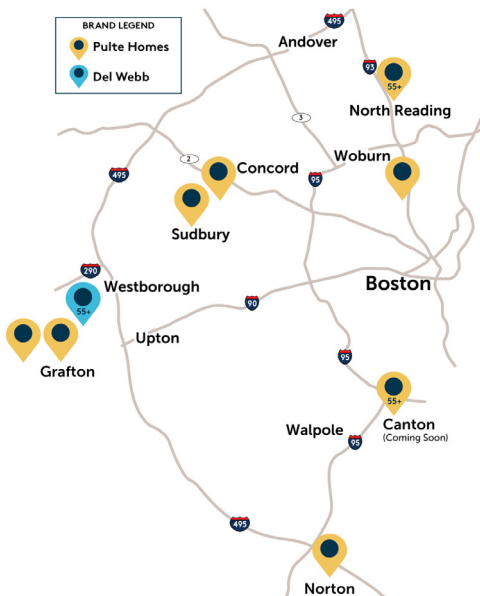 BRAND LEGEND
Pulte Homes
Del Webb
495
Andover
93
55+
North Reading
3
Woburn
2
Concord
95
495
Sudbury
290
Westborough
Boston
55+
90
Upton
Grafton
95
55+
Canton
(Coming Soon)
Walpole
95
495
Norton